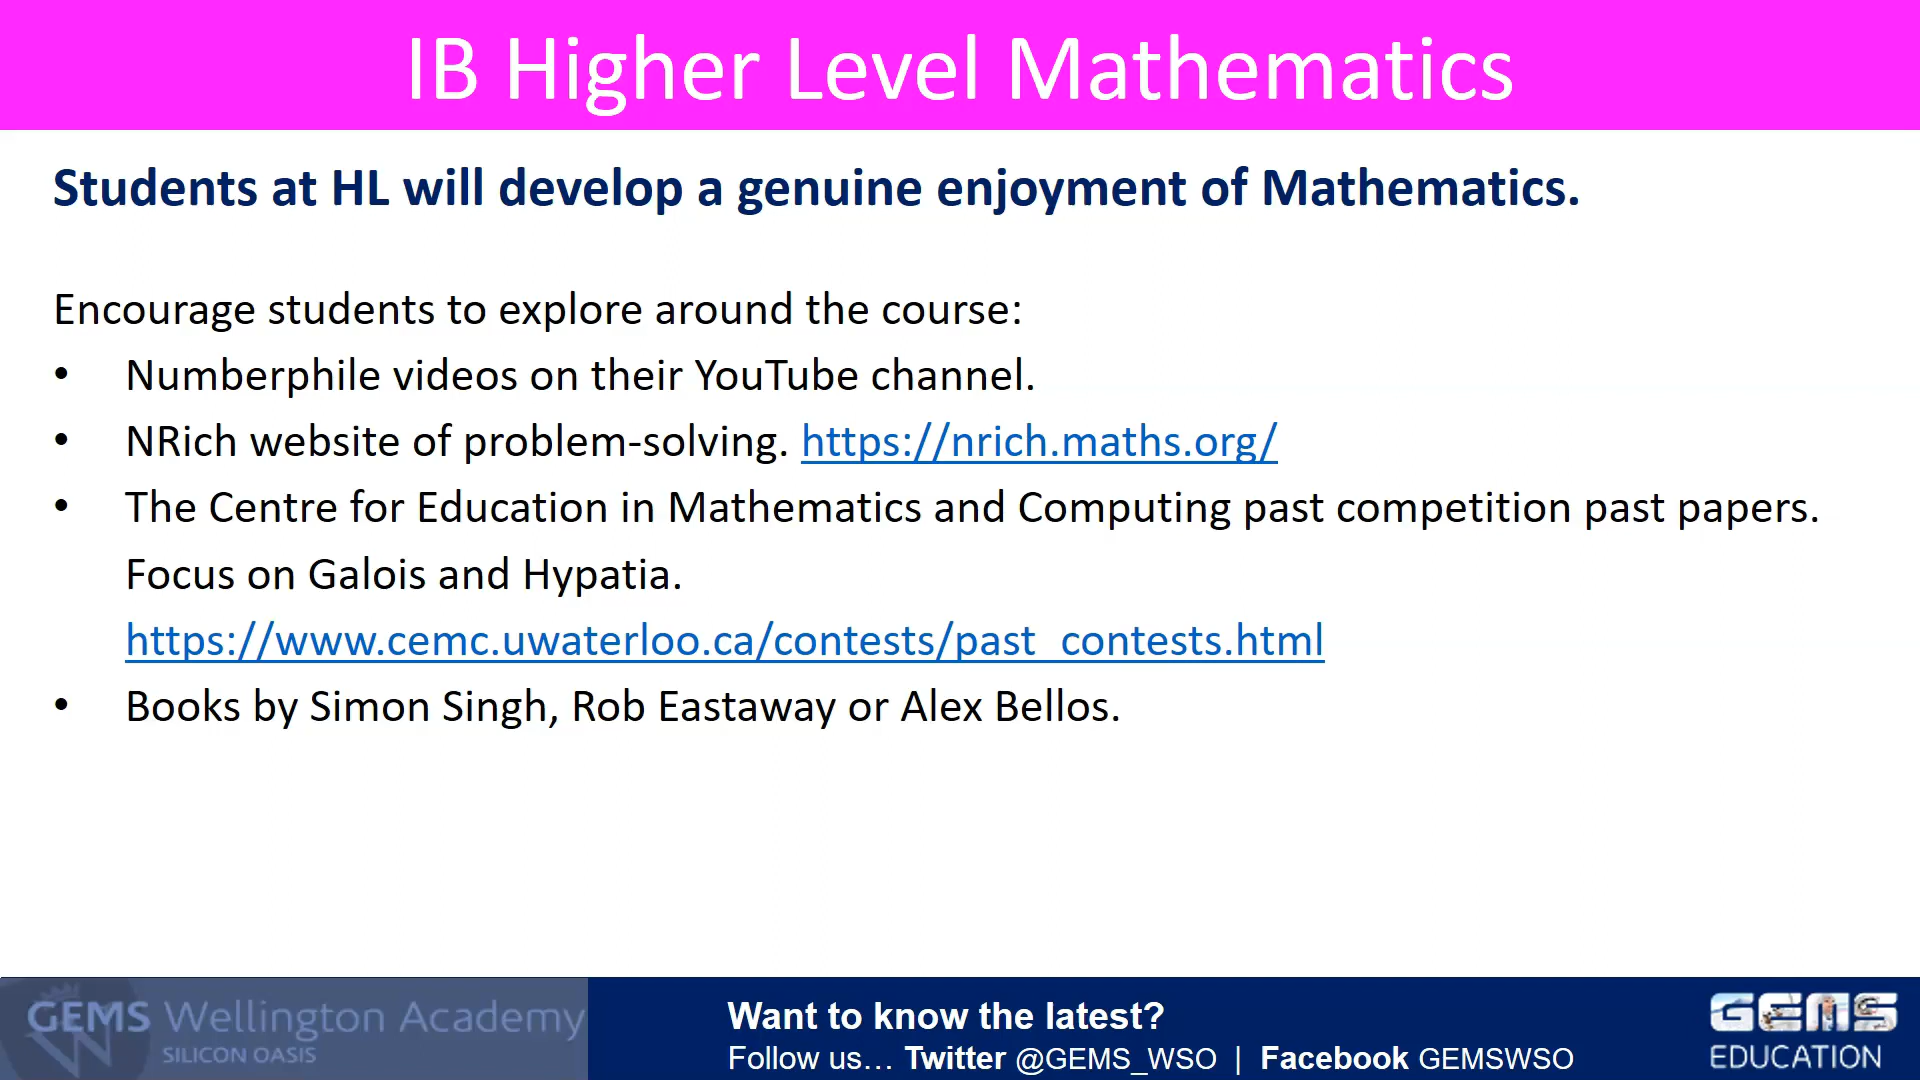 IB Higher Level Mathematics
Students at HL will develop a genuine enjoyment of Mathematics.
Encourage students to explore around the course:
• Numberphile videos on their YouTube channel.
• NRich website of problem-solving. https://nrich.maths.org/
• The Centre for Education in Mathematics and Computing past competition past papers.
Focus on Galois and Hypatia.
https://www.cemc.uwaterloo.ca/contests/past_contests.html
• Books by Simon Singh, Rob Eastaway or Alex Bellos.
GEMS Wellington Academy
SILICON OASIS
Want to know the latest?
Follow us… Twitter @GEMS_WSO | Facebook GEMSWSO
GEMS
EDUCATION